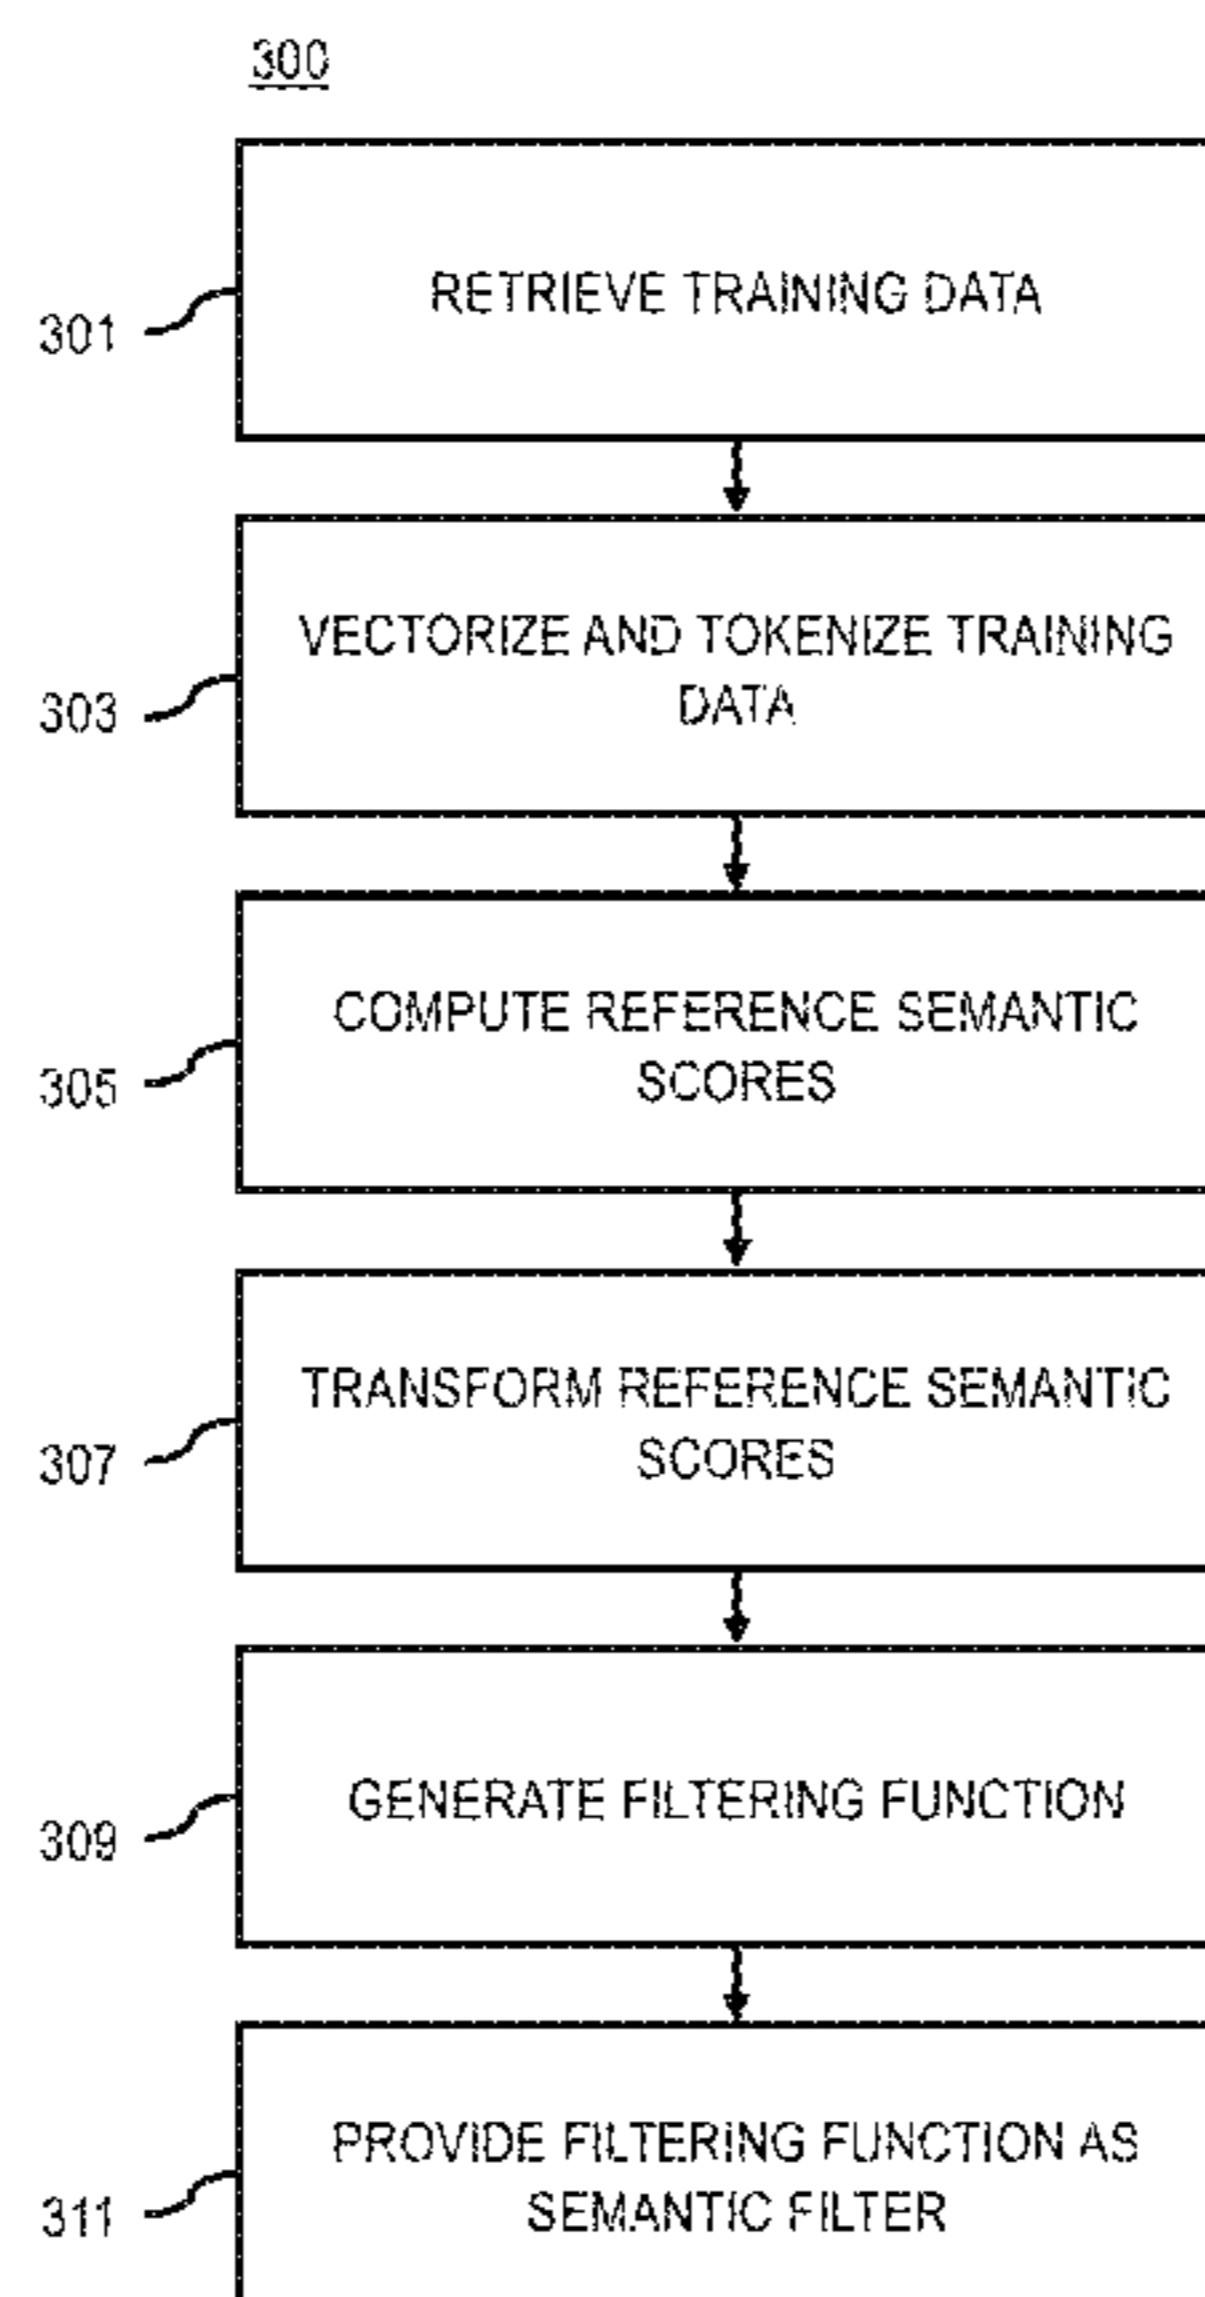 300
RETRIEVE TRAINING DATA
301
VECTORIZE AND TOKENIZE TRAINING
DATA
303
COMPUTE REFERENCE SEMANTIC
SCORES
305
TRANSFORM REFERENCE SEMANTIC
SCORES
307
GENERATE FILTERING FUNCTION
309
PROVIDE FILTERING FUNCTION AS
SEMANTIC FILTER
311